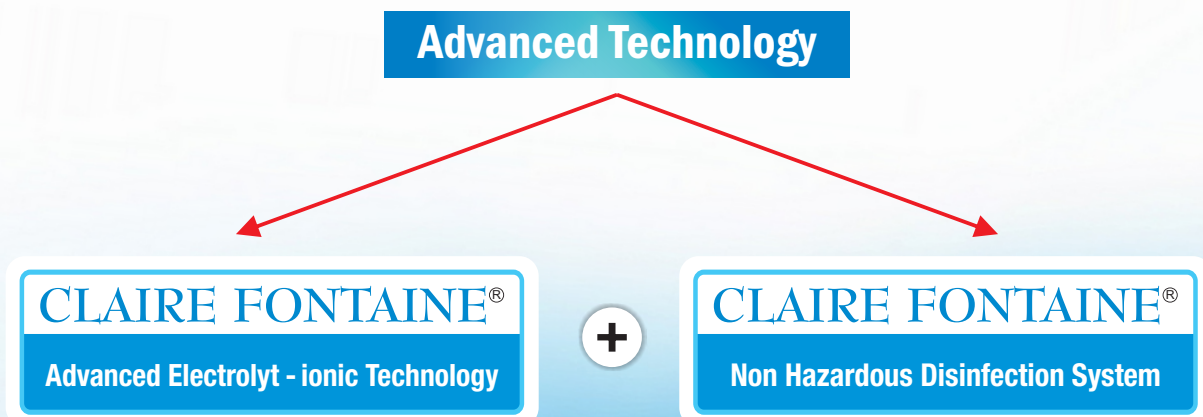 Advanced Technology
CLAIRE FONTAINE®
Advanced Electrolyt - ionic Technology
+
CLAIRE FONTAINE®
Non Hazardous Disinfection System